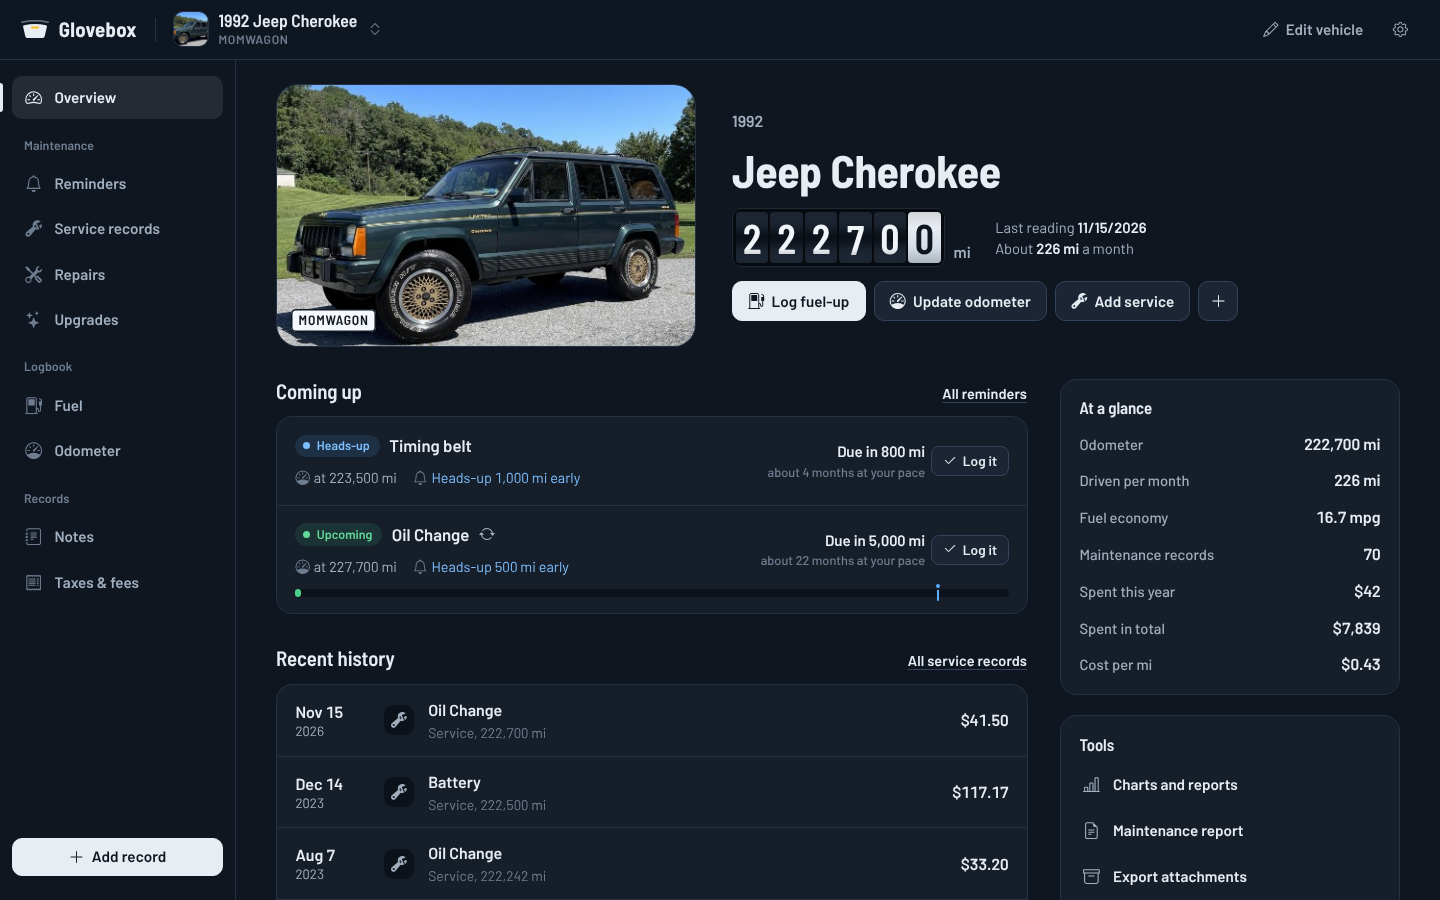 Glovebox
1992 Jeep Cherokee
MOMWAGON
Edit vehicle
Overview
Maintenance
Reminders
Service records
Repairs
Upgrades
Logbook
Fuel
Odometer
Records
Notes
Taxes & fees
Add record
MOMWAGON
1992
Jeep Cherokee
222700 mi
Last reading 11/15/2026
About 226 mi a month
Log fuel-up
Update odometer
Add service
Coming up
All reminders
Heads-up
Timing belt
at 223,500 mi
Heads-up 1,000 mi early
Due in 800 mi
about 4 months at your pace
Log it
Upcoming
Oil Change
at 227,700 mi
Heads-up 500 mi early
Due in 5,000 mi
about 22 months at your pace
Log it
Recent history
All service records
Nov 15
2026
Oil Change
Service, 222,700 mi
$41.50
Dec 14
2023
Battery
Service, 222,500 mi
$117.17
Aug 7
2023
Oil Change
Service, 222,242 mi
$33.20
At a glance
Odometer 222,700 mi
Driven per month 226 mi
Fuel economy 16.7 mpg
Maintenance records 70
Spent this year $42
Spent in total $7,839
Cost per mi $0.43
Tools
Charts and reports
Maintenance report
Export attachments